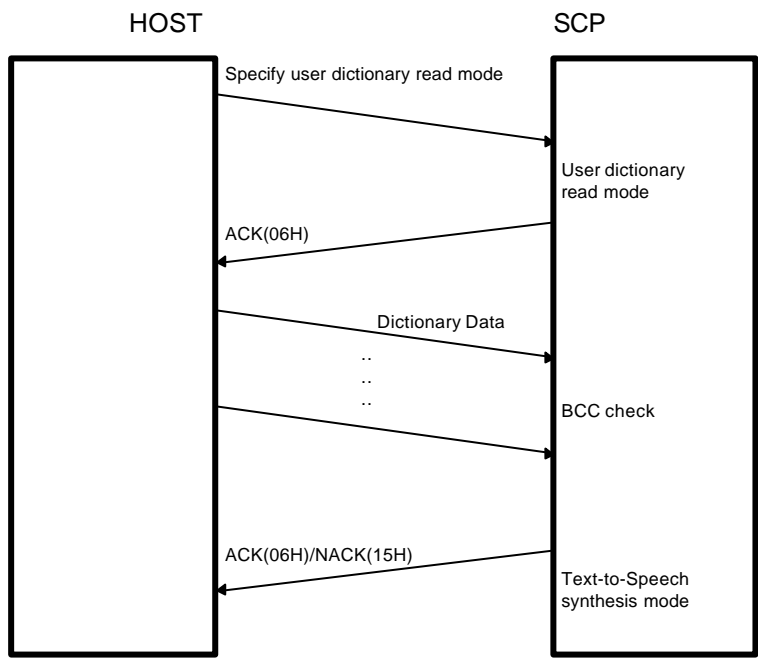 HOST
SCP
Specify user dictionary read mode
User dictionary
read mode
ACK(06H)
Dictionary Data
..
..
..
BCC check
ACK(06H)/NACK(15H)
Text-to-Speech
synthesis mode